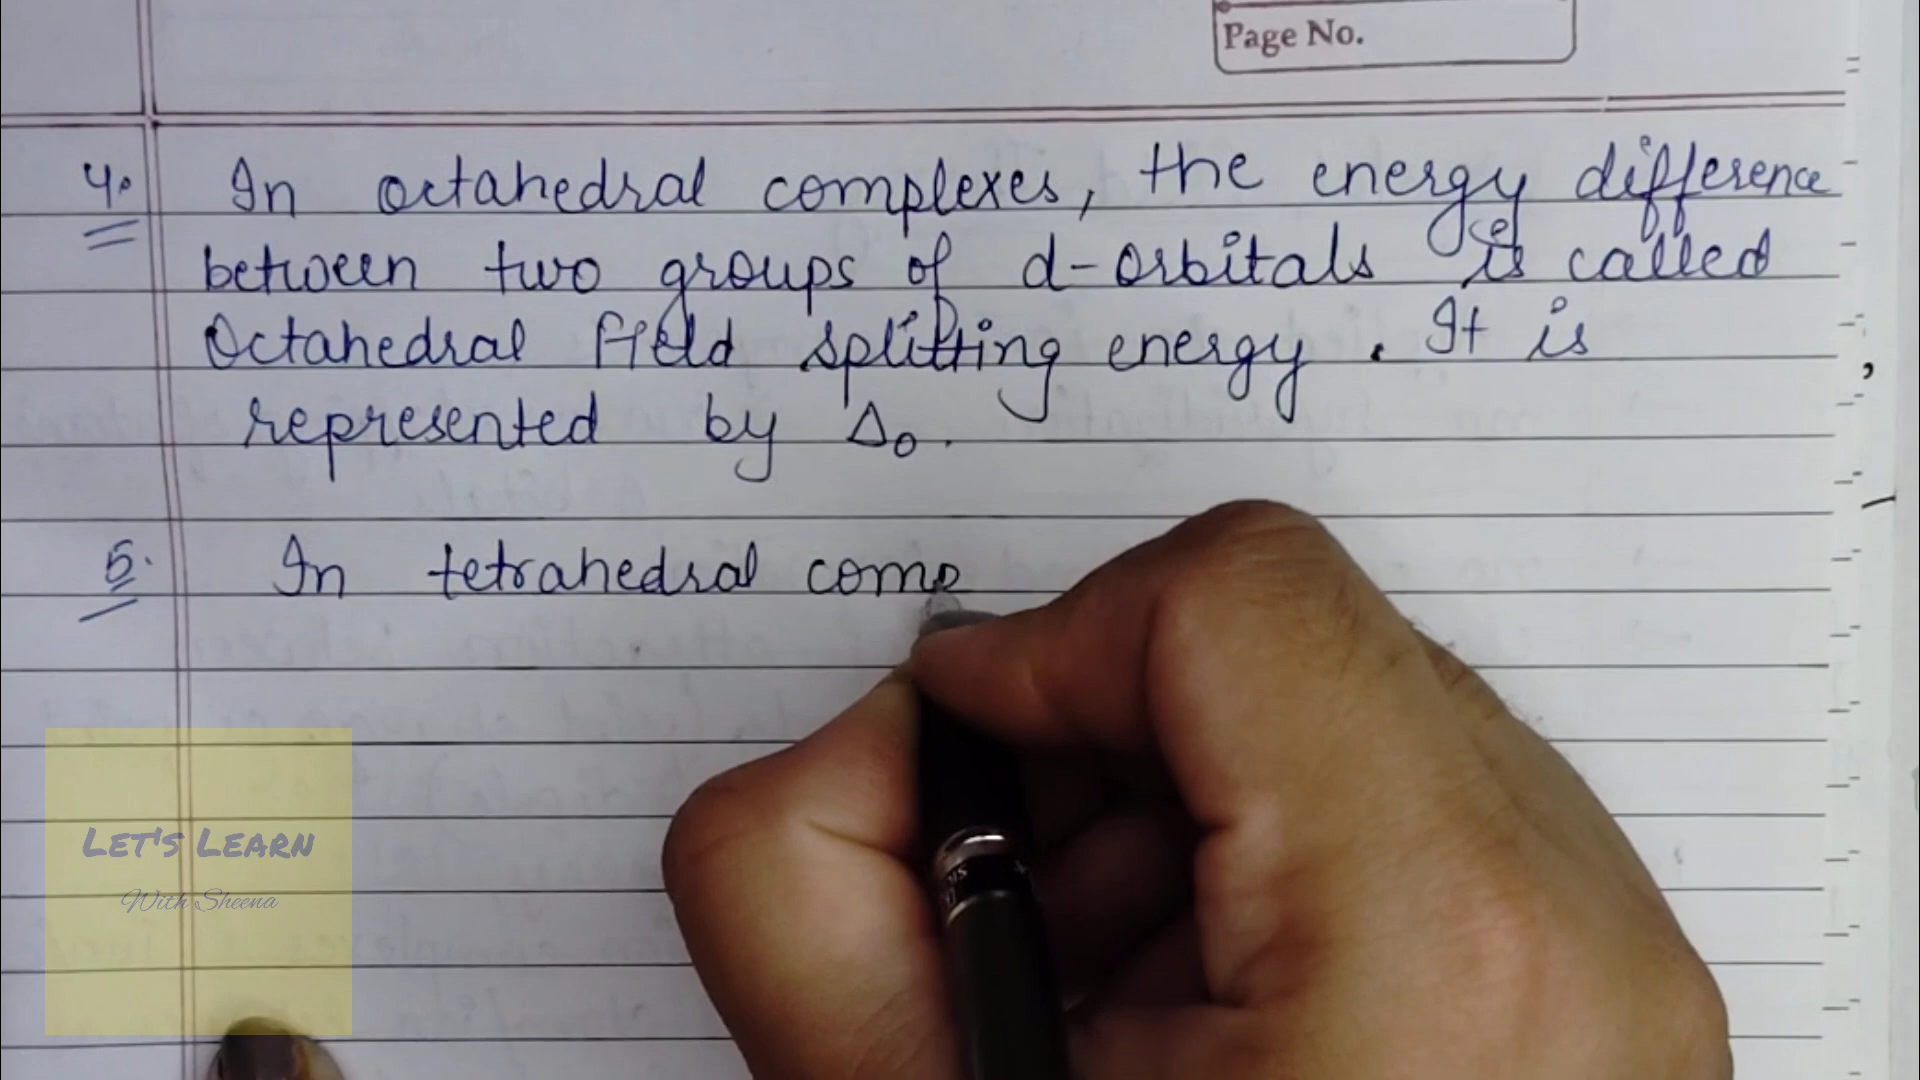 Page No.
4. In octahedral complexes, the energy difference
between two groups of d-orbitals is called
Octahedral Field splitting energy. It is
represented by Δo.
5. In tetrahedral comp
LET'S LEARN
With Sheena